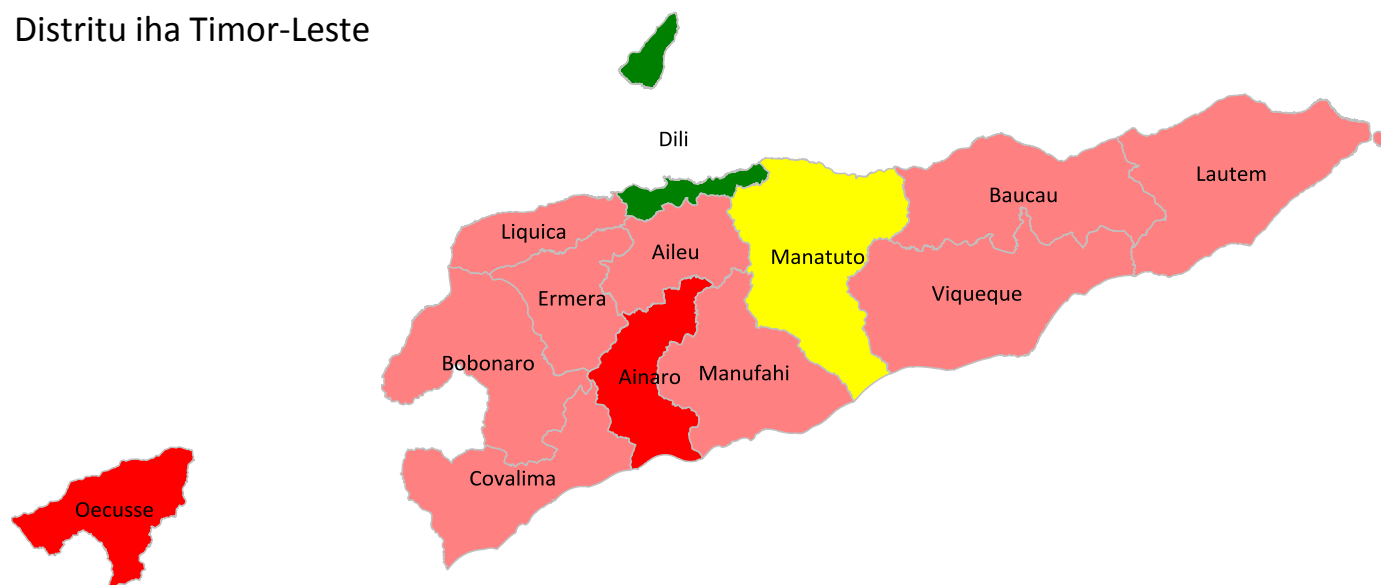 Distritu iha Timor-Leste
Dili
Lautem
Baucau
Liquica
Aileu
Manatuto
Ermera
Viqueque
Bobonaro
Ainaro
Manufahi
Covalima
Oecusse